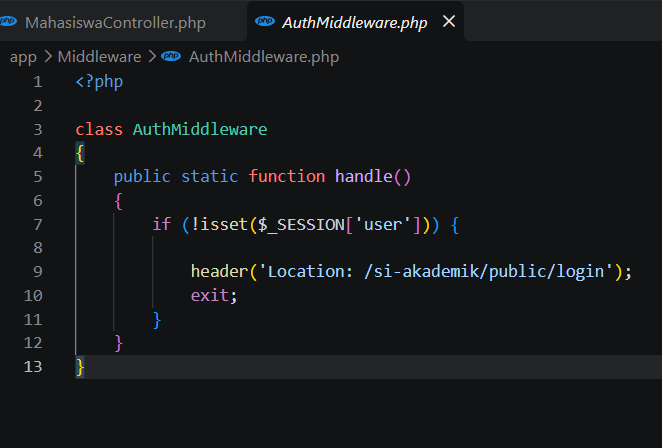 php MahasiswaController.php php AuthMiddleware.php ×
app > Middleware > php AuthMiddleware.php
1 <?php
2
3 class AuthMiddleware
4 {
5     public static function handle()
6     {
7         if (!isset($_SESSION['user'])) {
8
9             header('Location: /si-akademik/public/login');
10             exit;
11         }
12     }
13 }